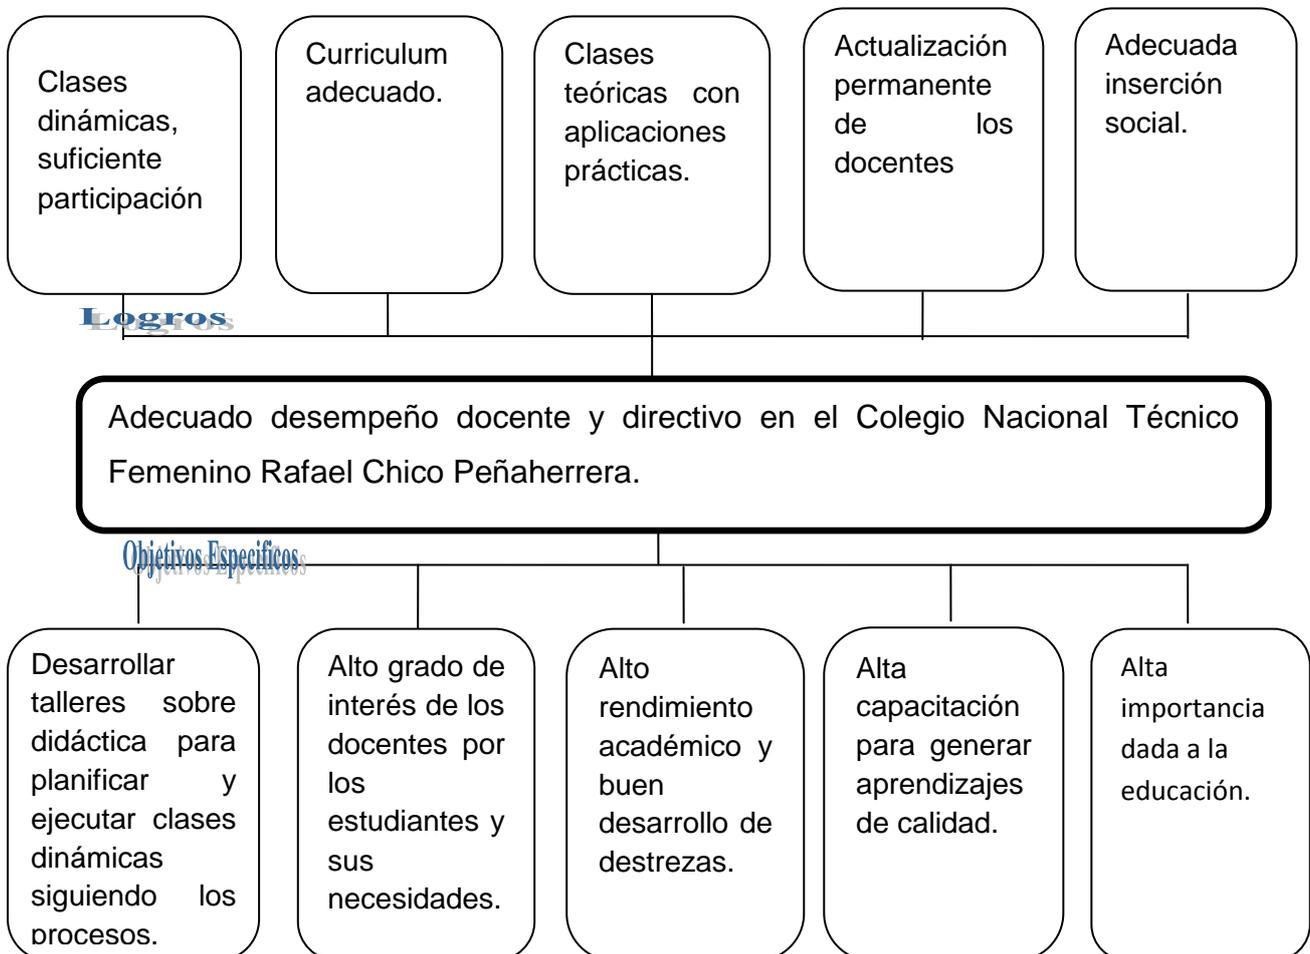 Clases
dinámicas,
suficiente
participación
Curriculum
adecuado.
Clases
teóricas con
aplicaciones
prácticas.
Actualización
permanente
de los
docentes
Adecuada
inserción
social.
Logros
Adecuado desempeño docente y directivo en el Colegio Nacional Técnico
Femenino Rafael Chico Peñaherrera.
Objetivos Especificos
Desarrollar
talleres sobre
didáctica para
planificar y
ejecutar clases
dinámicas
siguiendo los
procesos.
Alto grado de
interés de los
docentes por
los
estudiantes y
sus
necesidades.
Alto
rendimiento
académico y
buen
desarrollo de
destrezas.
Alta
capacitación
para generar
aprendizajes
de calidad.
Alta
importancia
dada a la
educación.